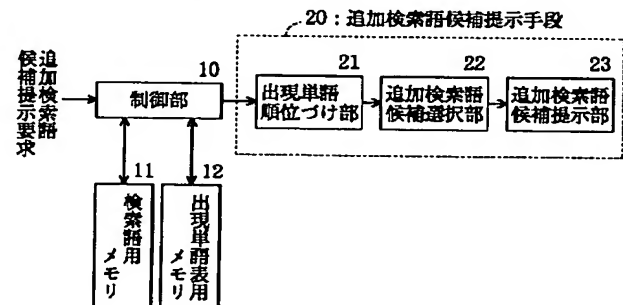 20：追加検索語候補提示手段
追加検索語
候補提示要求
10
制御部
21
出現単語
順位づけ部
22
追加検索語
候補選択部
23
追加検索語
候補提示部
11
検索語用
メモリ
12
出現単語表用
メモリ